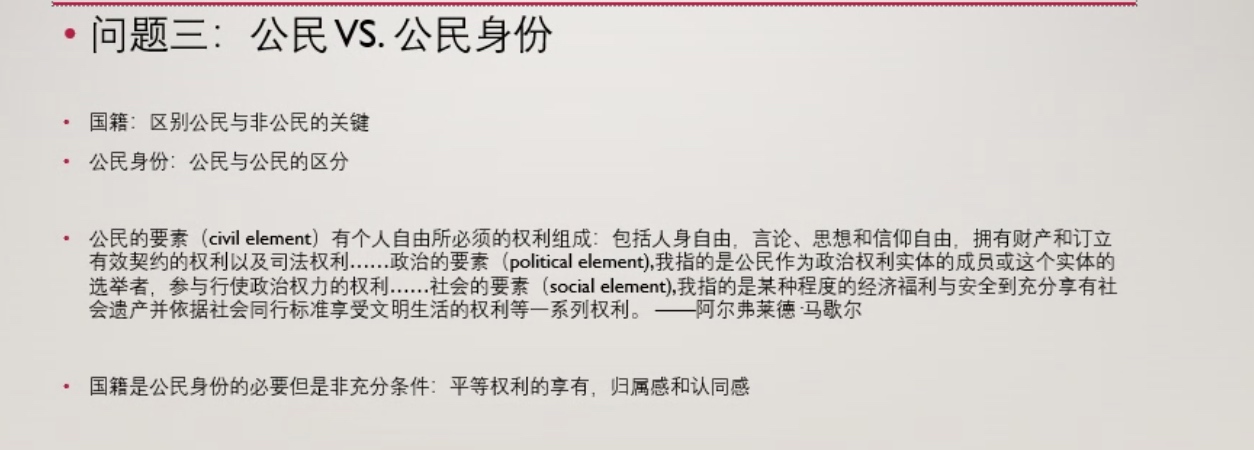 • 问题三：公民 VS. 公民身份
• 国籍：区别公民与非公民的关键
• 公民身份：公民与公民的区分
• 公民的要素（civil element）有个人自由所必须的权利组成：包括人身自由，言论、思想和信仰自由，拥有财产和订立
有效契约的权利以及司法权利……政治的要素（political element),我指的是公民作为政治权利实体的成员或这个实体的
选举者，参与行使政治权力的权利……社会的要素（social element),我指的是某种程度的经济福利与安全到充分享有社
会遗产并依据社会同行标准享受文明生活的权利等一系列权利。 ——阿尔弗莱德·马歇尔
• 国籍是公民身份的必要但是非充分条件：平等权利的享有，归属感和认同感